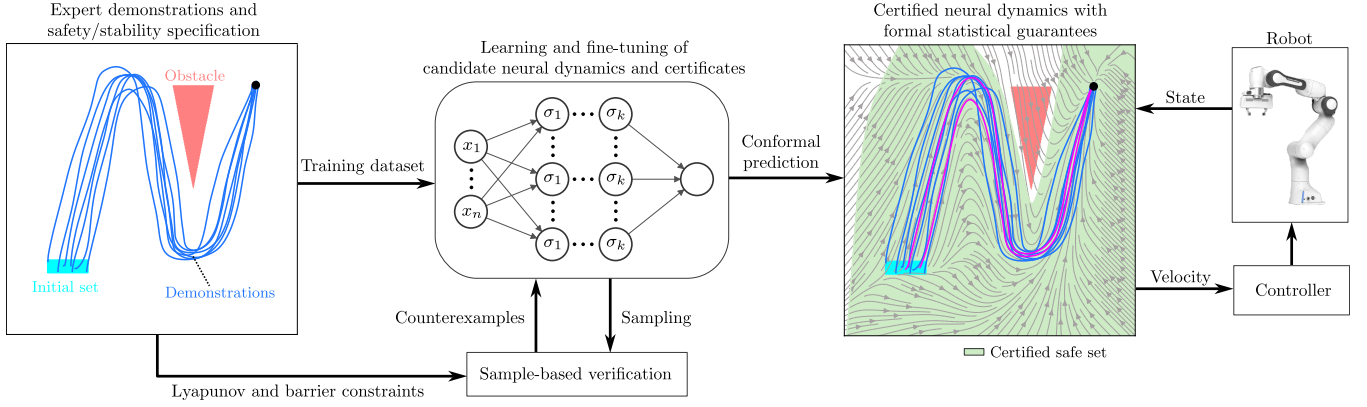 Expert demonstrations and
safety/stability specification
Obstacle
Initial set
Demonstrations
Training dataset
Learning and fine-tuning of
candidate neural dynamics and certificates
x₁
xₙ
σ₁
σₖ
σ₁
σₖ
σ₁
σₖ
Counterexamples
Sampling
Lyapunov and barrier constraints
Sample-based verification
Conformal
prediction
Certified neural dynamics with
formal statistical guarantees
Certified safe set
State
Velocity
Robot
Controller